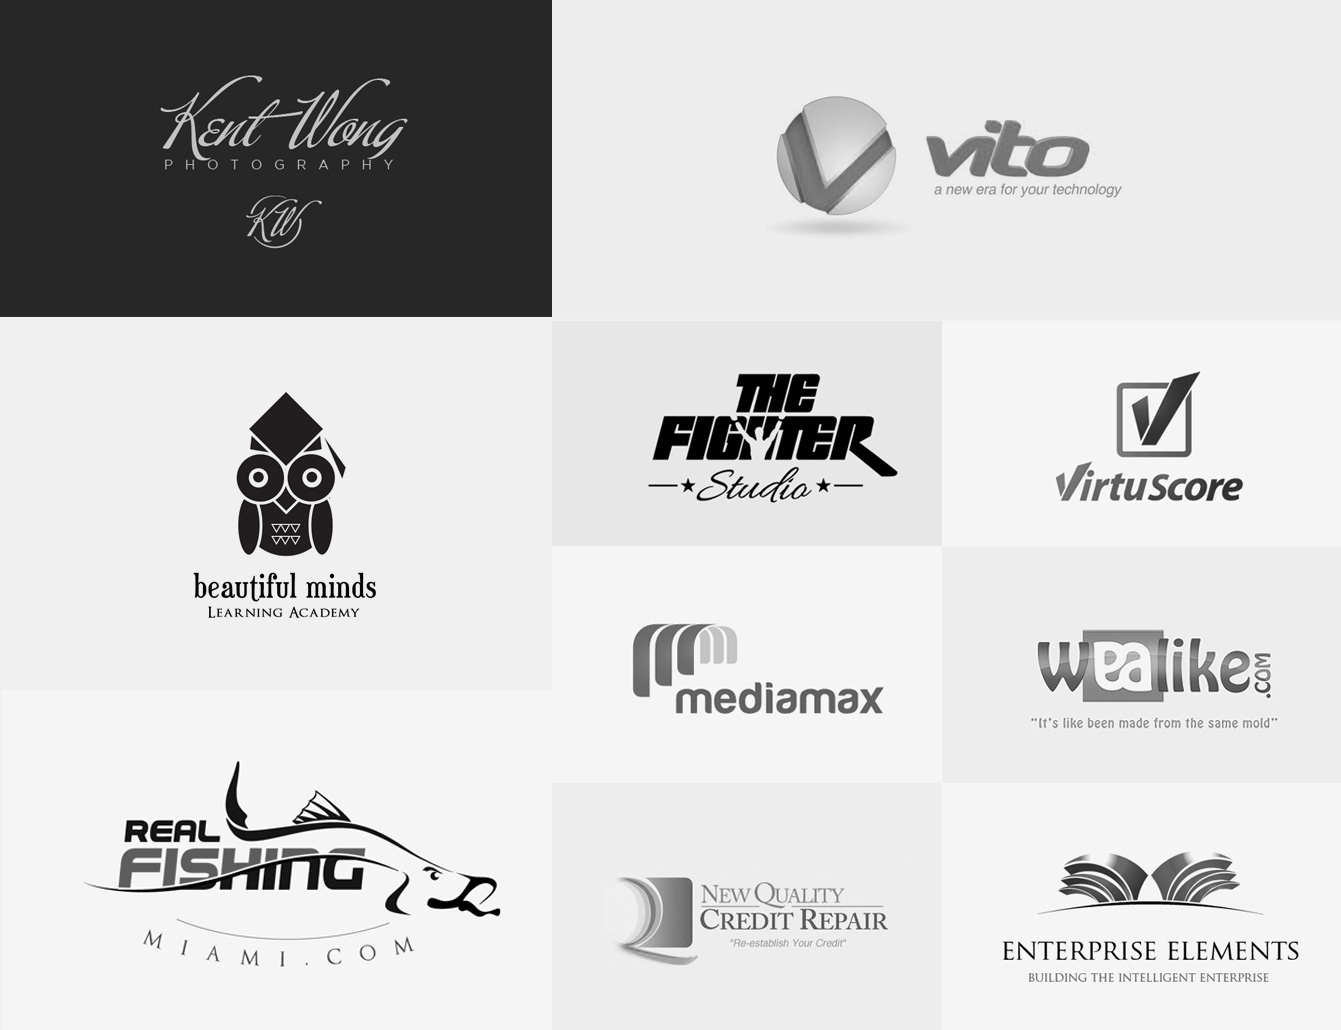 Kent Wong
PHOTOGRAPHY
KW
vito
a new era for your technology
beautiful minds
LEARNING ACADEMY
THE
FIGHTER
Studio
VirtuScore
mediamax
wealike.com
"It's like been made from the same mold"
REAL
FISHING
MIAMI.COM
NEW QUALITY
CREDIT REPAIR
"Re-establish Your Credit"
ENTERPRISE ELEMENTS
BUILDING THE INTELLIGENT ENTERPRISE